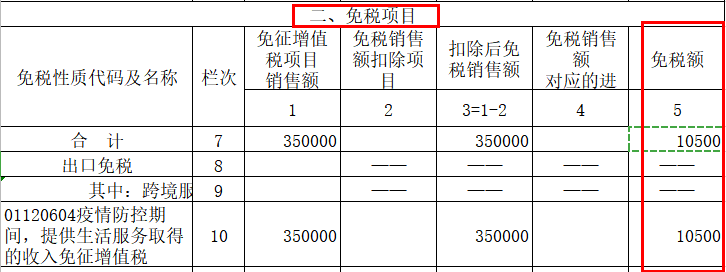 二、免税项目
免税性质代码及名称 栏次 免征增值税项目销售额 免税销售额扣除项目 扣除后免税销售额 免税销售额对应的进 免税额
1 2 3=1-2 4 5
合 计 7 350000 350000 10500
出口免税 8 —— —— ——
其中：跨境服 9 —— —— ——
01120604疫情防控期间，提供生活服务取得的收入免征增值税 10 350000 350000 10500